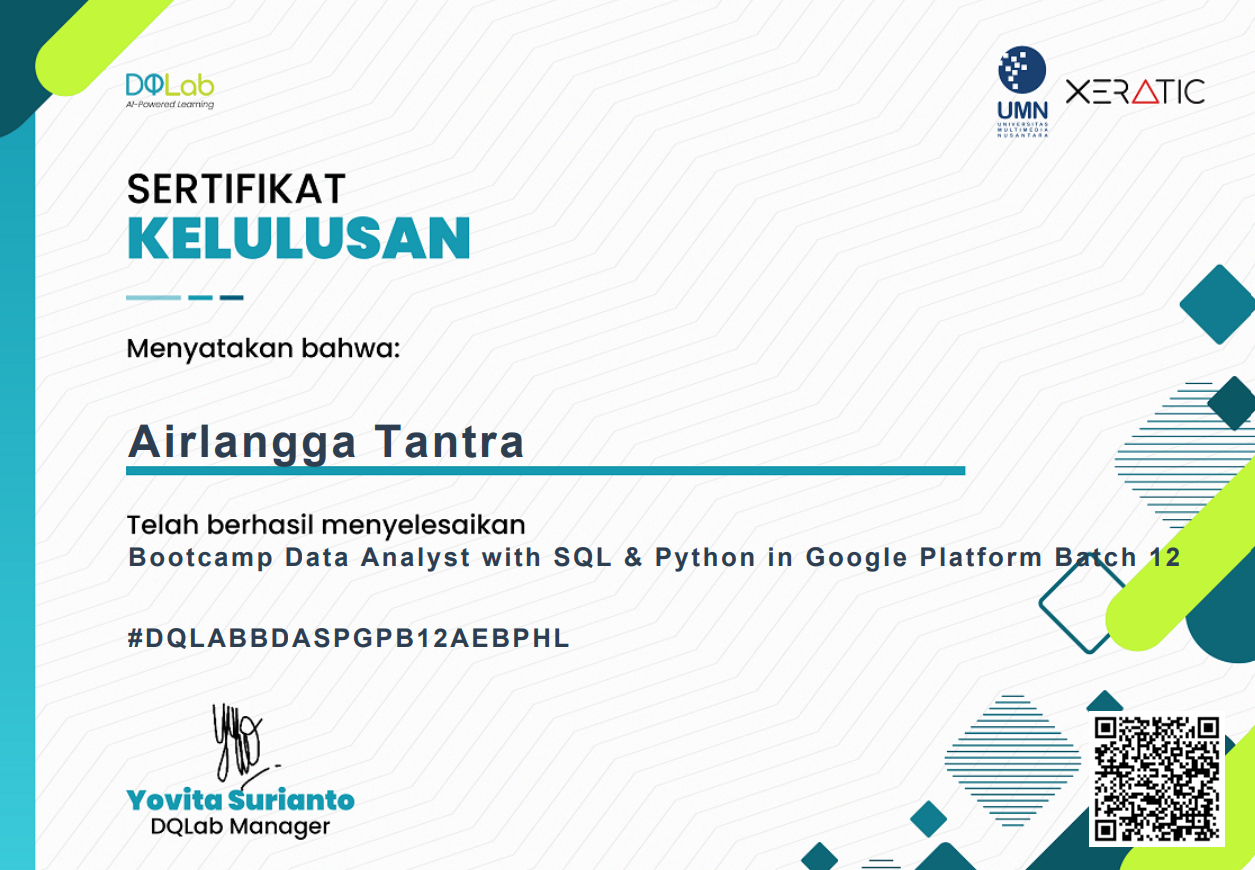 DQLab
AI-Powered Learning
UMN
UNIVERSITAS
MULTIMEDIA
NUSANTARA
XERATIC
SERTIFIKAT
KELULUSAN
Menyatakan bahwa:
Airlangga Tantra
Telah berhasil menyelesaikan
Bootcamp Data Analyst with SQL & Python in Google Platform Batch 12
#DQLABBDASPGPB12AEBPHL
Yovita Surianto
DQLab Manager